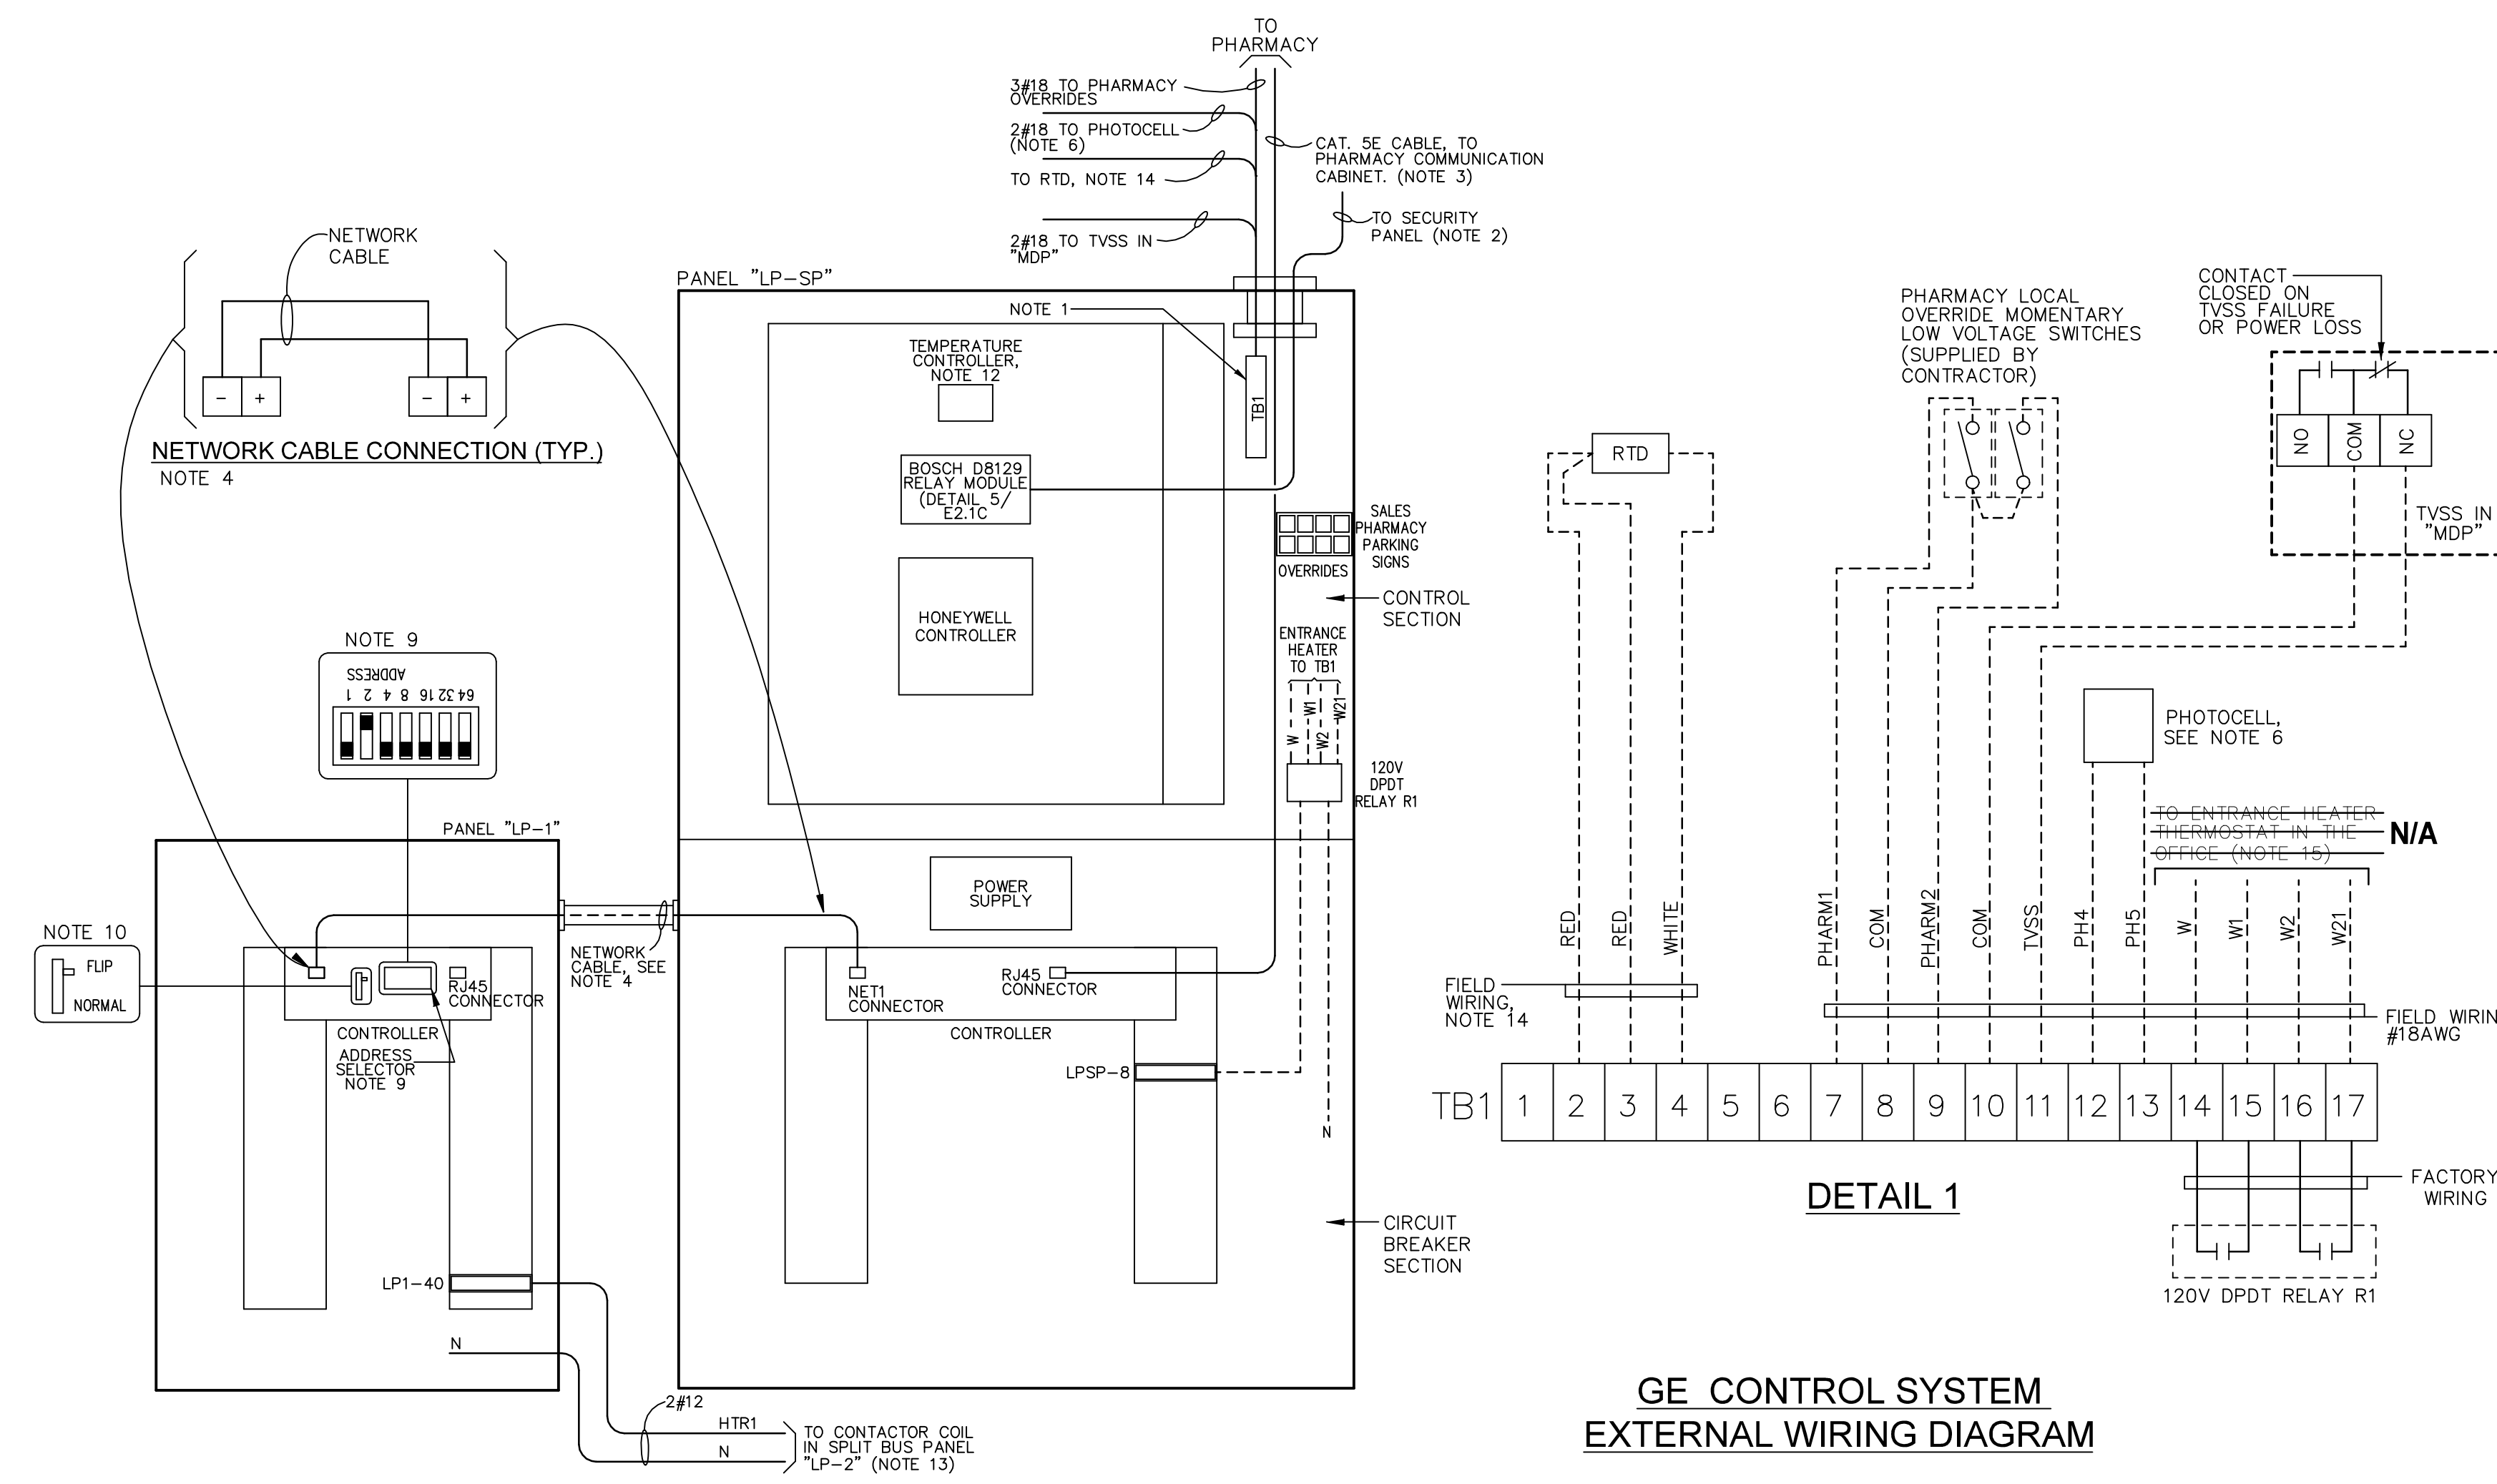 TO
PHARMACY
3#18 TO PHARMACY
OVERRIDES
2#18 TO PHOTOCELL
(NOTE 6)
TO RTD, NOTE 14
2#18 TO TVSS IN
"MDP"
CAT. 5E CABLE, TO
PHARMACY COMMUNICATION
CABINET. (NOTE 3)
TO SECURITY
PANEL (NOTE 2)
NETWORK
CABLE
- +
- +
NETWORK CABLE CONNECTION (TYP.)
NOTE 4
PANEL "LP-SP"
NOTE 1
TEMPERATURE
CONTROLLER,
NOTE 12
TB1
BOSCH D8129
RELAY MODULE
(DETAIL 5/
E2.1C
HONEYWELL
CONTROLLER
SALES
PHARMACY
PARKING
SIGNS
OVERRIDES
CONTROL
SECTION
ENTRANCE
HEATER
TO TB1
W
W1
W2
W21
120V
DPDT
RELAY R1
POWER
SUPPLY
NET1
CONNECTOR
RJ45
CONNECTOR
CONTROLLER
LPSP-8
N
CIRCUIT
BREAKER
SECTION
NOTE 9
ADDRESS
1 2 4 8 16 32 64
PANEL "LP-1"
NOTE 10
FLIP
NORMAL
RJ45
CONNECTOR
CONTROLLER
ADDRESS
SELECTOR
NOTE 9
NETWORK
CABLE, SEE
NOTE 4
LP1-40
N
2#12
HTR1
N
TO CONTACTOR COIL
IN SPLIT BUS PANEL
"LP-2" (NOTE 13)
RTD
PHARMACY LOCAL
OVERRIDE MOMENTARY
LOW VOLTAGE SWITCHES
(SUPPLIED BY
CONTRACTOR)
CONTACT
CLOSED ON
TVSS FAILURE
OR POWER LOSS
NO
COM
NC
TVSS IN
"MDP"
PHOTOCELL,
SEE NOTE 6
TO ENTRANCE HEATER
THERMOSTAT IN THE
OFFICE (NOTE 15)
N/A
RED
RED
WHITE
PHARM1
COM
PHARM2
COM
TVSS
PH4
PH5
W
W1
W2
W21
FIELD
WIRING,
NOTE 14
FIELD WIRIN
#18AWG
TB1 1 2 3 4 5 6 7 8 9 10 11 12 13 14 15 16 17
DETAIL 1
FACTORY
WIRING
120V DPDT RELAY R1
GE CONTROL SYSTEM
EXTERNAL WIRING DIAGRAM